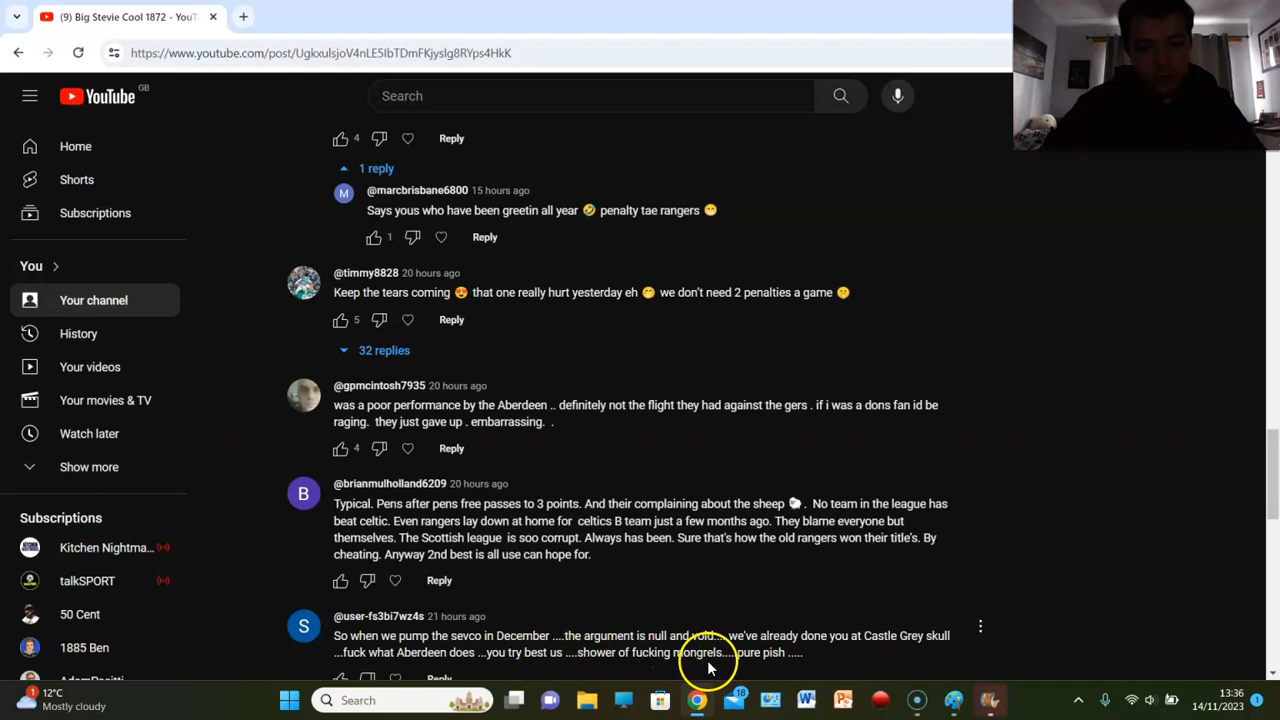 (9) Big Stevie Cool 1872 - YouT
https://www.youtube.com/post/UgkxulsjoV4nLE5IbTDmFKjyslg8RYps4HkK
YouTube GB
Search
4 Reply
1 reply
@marcbrisbane6800 15 hours ago
Says yous who have been greetin all year 🤣 penalty tae rangers 😁
1 Reply
@timmy8828 20 hours ago
Keep the tears coming 😍 that one really hurt yesterday eh 🤭 we don't need 2 penalties a game 🤫
5 Reply
32 replies
@gpmcintosh7935 20 hours ago
was a poor performance by the Aberdeen .. definitely not the flight they had against the gers . if i was a dons fan id be
raging. they just gave up . embarrassing. .
4 Reply
B @brianmulholland6209 20 hours ago
Typical. Pens after pens free passes to 3 points. And their complaining about the sheep 🐑 . No team in the league has
beat celtic. Even rangers lay down at home for celtics B team just a few months ago. They blame everyone but
themselves. The Scottish league is soo corrupt. Always has been. Sure that's how the old rangers won their title's. By
cheating. Anyway 2nd best is all use can hope for.
Reply
S @user-fs3bi7wz4s 21 hours ago
So when we pump the sevco in December ....the argument is null and void.... we've already done you at Castle Grey skull
...fuck what Aberdeen does ...you try best us ....shower of fucking mongrels....pure pish .....
Reply
Home
Shorts
Subscriptions
You
Your channel
History
Your videos
Your movies & TV
Watch later
Show more
Subscriptions
Kitchen Nightma...
talkSPORT
50 Cent
1885 Ben
12°C
Mostly cloudy
Search
18
13:36
14/11/2023